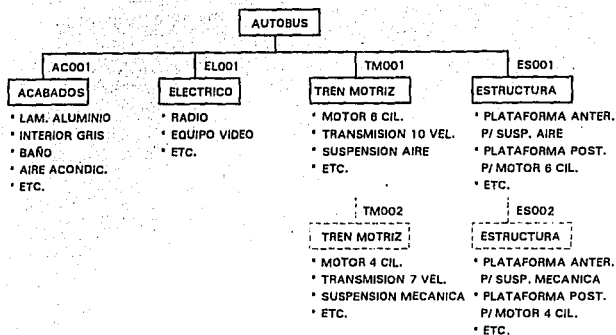 AUTOBUS
AC001
ACABADOS
* LAM. ALUMINIO
* INTERIOR GRIS
* BAÑO
* AIRE ACONDIC.
* ETC.
EL001
ELECTRICO
* RADIO
* EQUIPO VIDEO
* ETC.
TM001
TREN MOTRIZ
* MOTOR 6 CIL.
* TRANSMISION 10 VEL.
* SUSPENSION AIRE
* ETC.
ES001
ESTRUCTURA
* PLATAFORMA ANTER.
P/ SUSP. AIRE
* PLATAFORMA POST.
P/ MOTOR 6 CIL.
* ETC.
TM002
TREN MOTRIZ
* MOTOR 4 CIL.
* TRANSMISION 7 VEL.
* SUSPENSION MECANICA
* ETC.
ES002
ESTRUCTURA
* PLATAFORMA ANTER.
P/ SUSP. MECANICA
* PLATAFORMA POST.
P/ MOTOR 4 CIL.
* ETC.